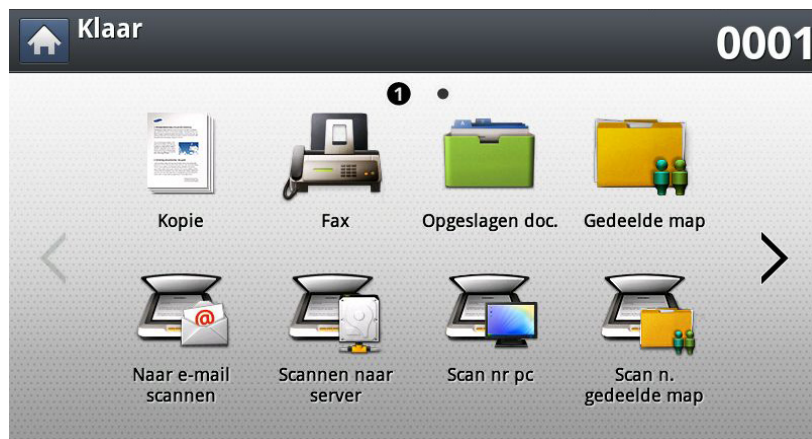 Klaar
0001
1
Kopie
Fax
Opgeslagen doc.
Gedeelde map
Naar e-mail
scannen
Scannen naar
server
Scan nr pc
Scan n.
gedeelde map